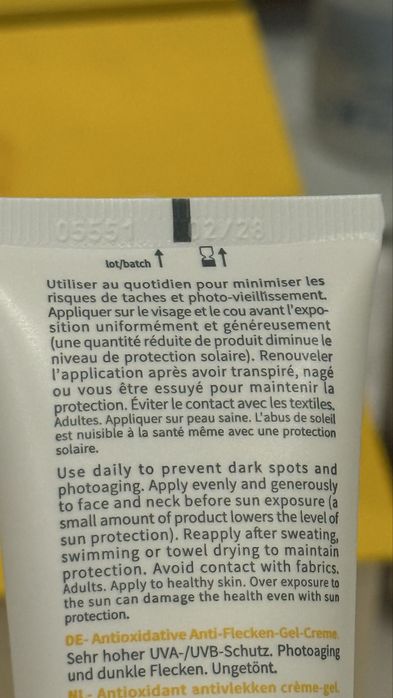 05551 02/28
lot/batch
Utiliser au quotidien pour minimiser les
risques de taches et photo-vieillissement.
Appliquer sur le visage et le cou avant l'expo-
sition uniformément et généreusement
(une quantité réduite de produit diminue le
niveau de protection solaire). Renouveler
l'application après avoir transpiré, nagé
ou vous être essuyé pour maintenir la
protection. Éviter le contact avec les textiles.
Adultes. Appliquer sur peau saine. L'abus de soleil
est nuisible à la santé même avec une protection
solaire.
Use daily to prevent dark spots and
photoaging. Apply evenly and generously
to face and neck before sun exposure (a
small amount of product lowers the level of
sun protection). Reapply after sweating,
swimming or towel drying to maintain
protection. Avoid contact with fabrics.
Adults. Apply to healthy skin. Over exposure to
the sun can damage the health even with sun
protection.
DE- Antioxidative Anti-Flecken-Gel-Creme.
Sehr hoher UVA-/UVB-Schutz. Photoaging
und dunkle Flecken. Ungetönt.
NL- Antioxidant antivlekken crème-gel.